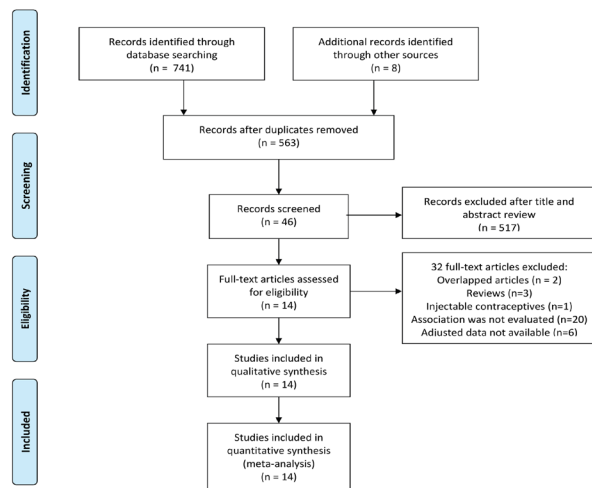 Identification
Records identified through
database searching
(n = 741)
Additional records identified
through other sources
(n = 8)
Records after duplicates removed
(n = 563)
Screening
Records screened
(n = 46)
Records excluded after title and
abstract review
(n = 517)
Eligibility
Full-text articles assessed
for eligibility
(n = 14)
32 full-text articles excluded:
Overlapped articles (n = 2)
Reviews (n=3)
Injectable contraceptives (n=1)
Association was not evaluated (n=20)
Adjusted data not available (n=6)
Studies included in
qualitative synthesis
(n = 14)
Included
Studies included in
quantitative synthesis
(meta-analysis)
(n = 14)